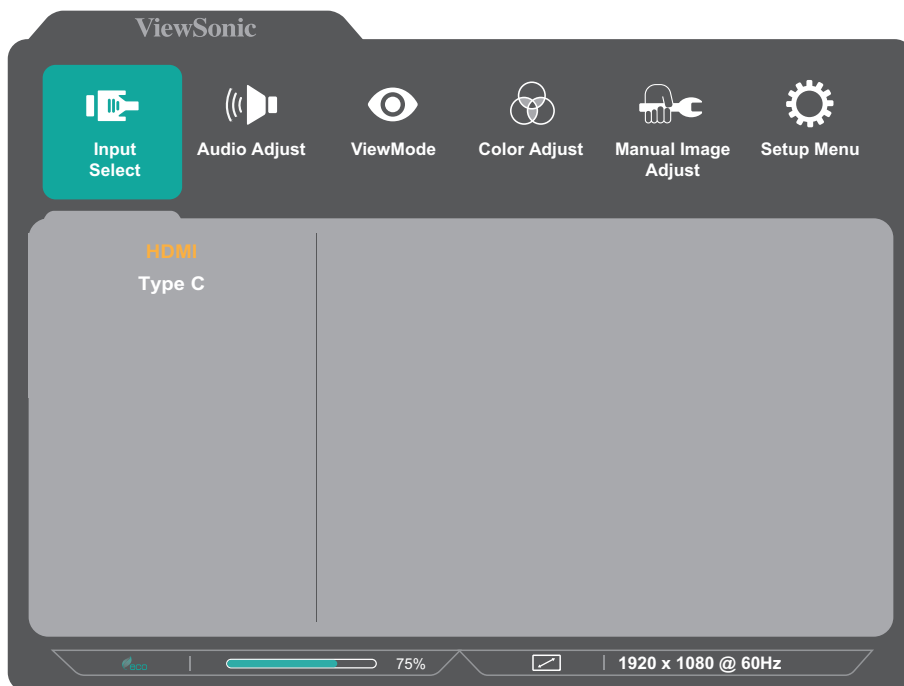 ViewSonic
Input
Select
Audio Adjust
ViewMode
Color Adjust
Manual Image
Adjust
Setup Menu
HDMI
Type C
eco
75%
1920 x 1080 @ 60Hz